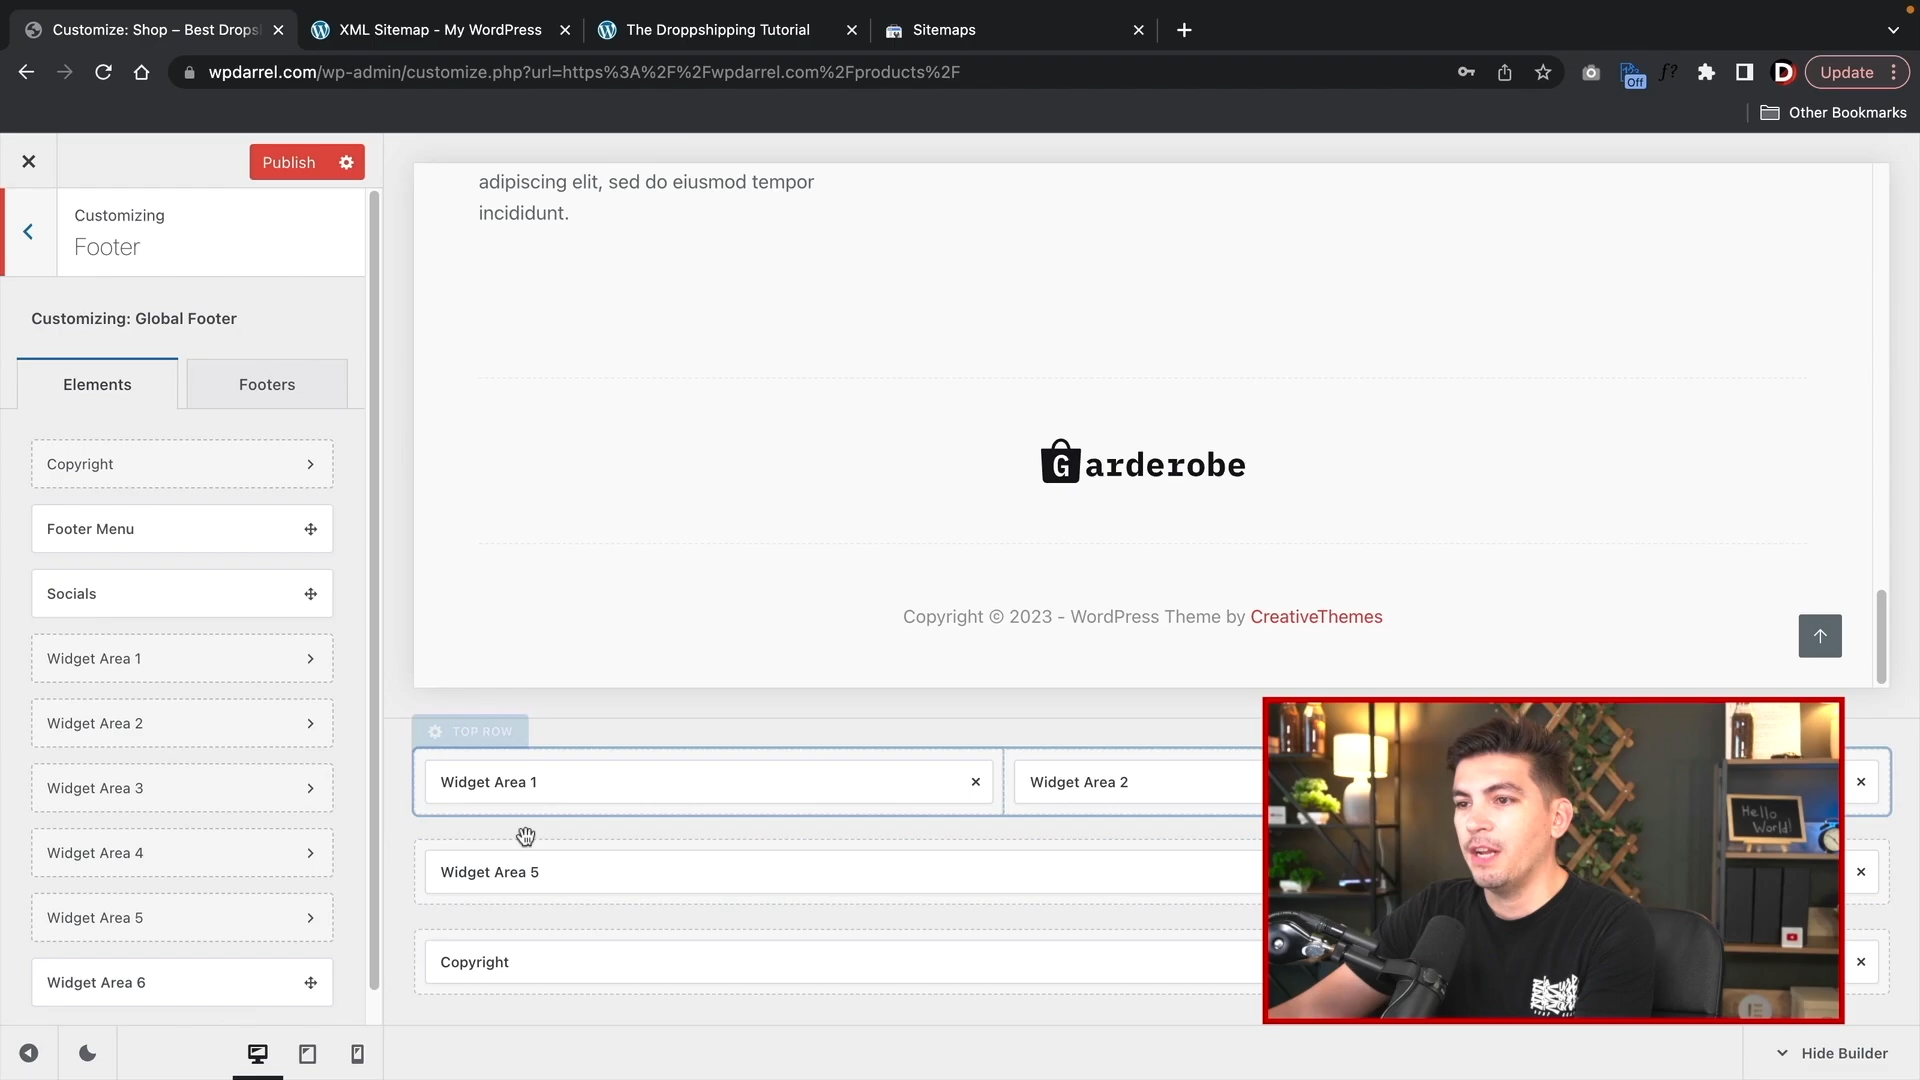 Customize: Shop – Best Drops
XML Sitemap - My WordPress
The Droppshipping Tutorial
Sitemaps
wpdarrel.com/wp-admin/customize.php?url=https%3A%2F%2Fwpdarrel.com%2Fproducts%2F
Off
f?
D
Update
Other Bookmarks
Publish
Customizing
Footer
Customizing: Global Footer
Elements
Footers
Copyright
Footer Menu
Socials
Widget Area 1
Widget Area 2
Widget Area 3
Widget Area 4
Widget Area 5
Widget Area 6
adipiscing elit, sed do eiusmod tempor
incididunt.
Garderobe
Copyright © 2023 - WordPress Theme by CreativeThemes
TOP ROW
Widget Area 1
Widget Area 2
Widget Area 5
Copyright
Hello
World!
Hide Builder